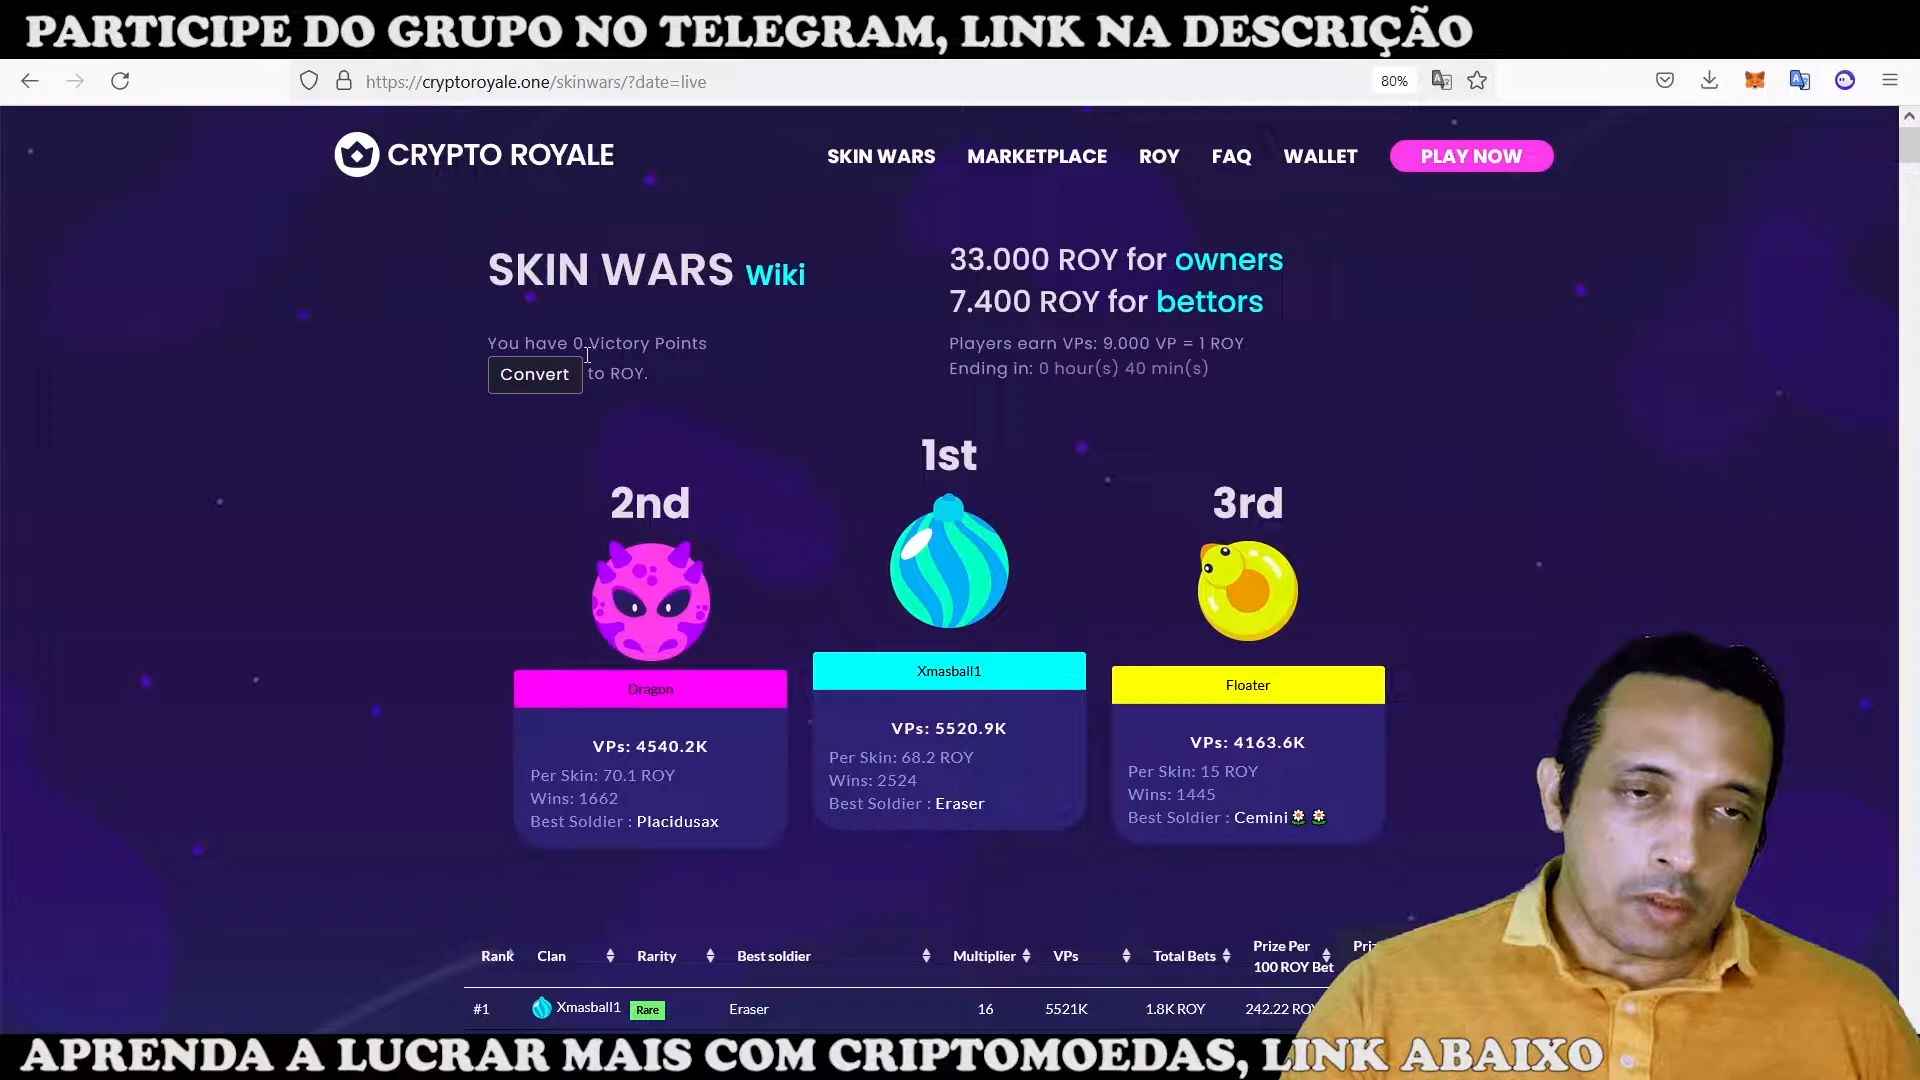 PARTICIPE DO GRUPO NO TELEGRAM, LINK NA DESCRIÇÃO
https://cryptoroyale.one/skinwars/?date=live
80%
CRYPTO ROYALE
SKIN WARS
MARKETPLACE
ROY
FAQ
WALLET
PLAY NOW
SKIN WARS Wiki
33.000 ROY for owners
7.400 ROY for bettors
You have 0 Victory Points
Convert to ROY.
Players earn VPs: 9.000 VP = 1 ROY
Ending in: 0 hour(s) 40 min(s)
2nd
Dragon
VPs: 4540.2K
Per Skin: 70.1 ROY
Wins: 1662
Best Soldier : Placidusax
1st
Xmasball1
VPs: 5520.9K
Per Skin: 68.2 ROY
Wins: 2524
Best Soldier : Eraser
3rd
Floater
VPs: 4163.6K
Per Skin: 15 ROY
Wins: 1445
Best Soldier : Cemini🌼🌼
Rank Clan Rarity Best soldier Multiplier VPs Total Bets Prize Per 100 ROY Bet
#1 Xmasball1 Rare Eraser 16 5521K 1.8K ROY 242.22
APRENDA A LUCRAR MAIS COM CRIPTOMOEDAS, LINK ABAIXO